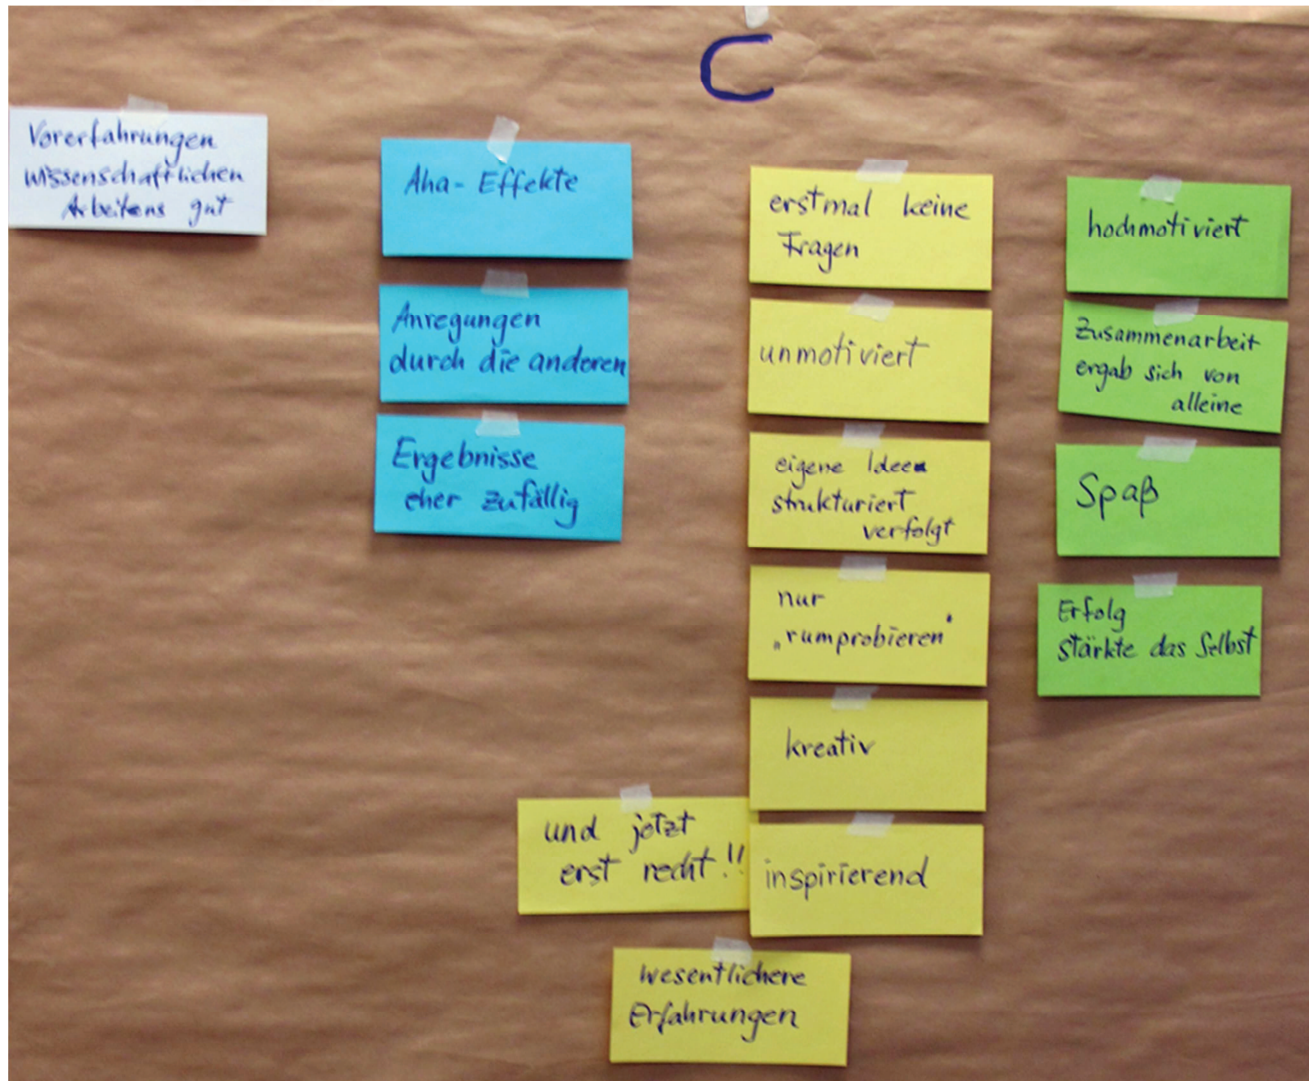 C
Vorerfahrungen
wissenschaftlichen
Arbeitens gut
Aha-Effekte
Anregungen
durch die anderen
Ergebnisse
eher zufällig
erstmal keine
Fragen
unmotiviert
eigene Ideen
strukturiert
verfolgt
nur
„rumprobieren"
kreativ
und jetzt
erst recht!!
inspirierend
wesentlichere
Erfahrungen
hochmotiviert
Zusammenarbeit
ergab sich von
alleine
Spaß
Erfolg
stärkte das Selbst